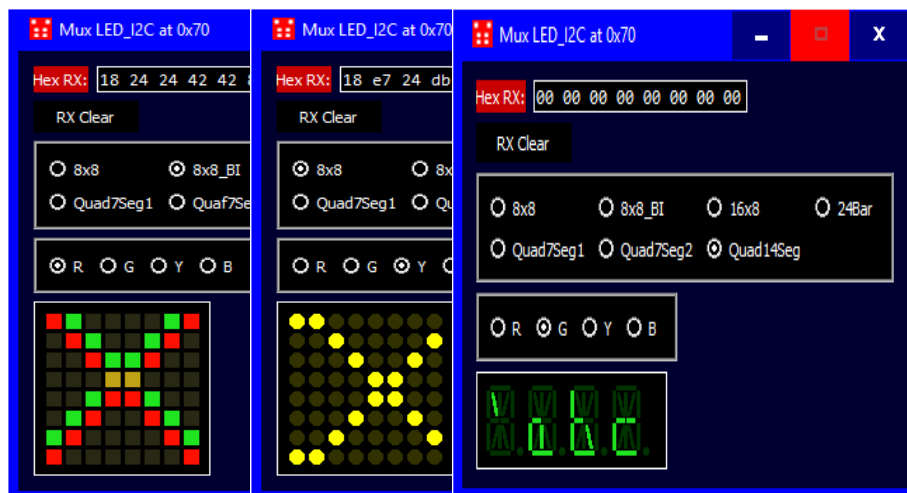 Mux LED_I2C at 0x70
Hex RX: 18 24 24 42 42
RX Clear
8x8 8x8_BI
Quad7Seg1 Quaf7Se
R G Y B
Mux LED_I2C at 0x70
Hex RX: 18 e7 24 db
RX Clear
8x8 8x
Quad7Seg1 Qu
R G Y
Mux LED_I2C at 0x70
Hex RX: 00 00 00 00 00 00 00 00
RX Clear
8x8 8x8_BI 16x8 24Bar
Quad7Seg1 Quad7Seg2 Quad14Seg
R G Y B